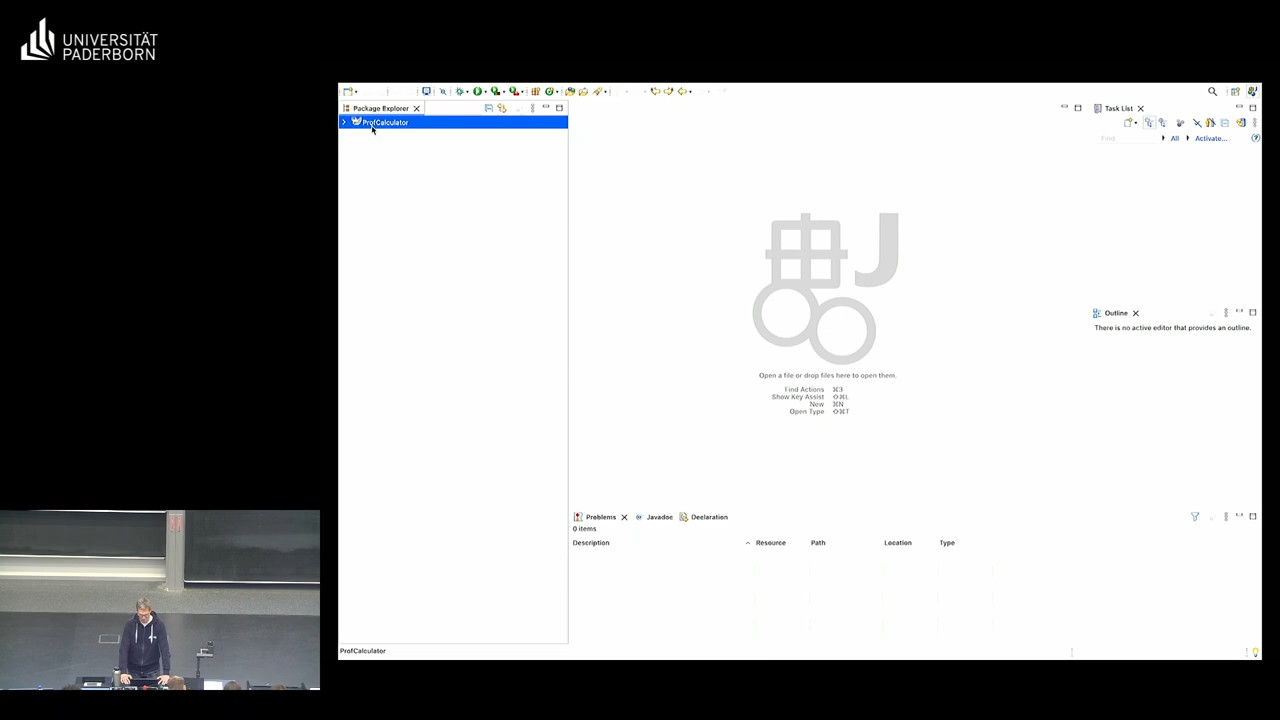 UNIVERSITÄT
PADERBORN
Package Explorer
ProfCalculator
Task List
Find
All
Activate...
Outline
There is no active editor that provides an outline.
Open a file or drop files here to open them.
Find Actions ⌘3
Show Key Assist ⇧⌘L
New ⌘N
Open Type ⇧⌘T
Problems
Javadoc
Declaration
0 items
Description
Resource
Path
Location
Type
ProfCalculator